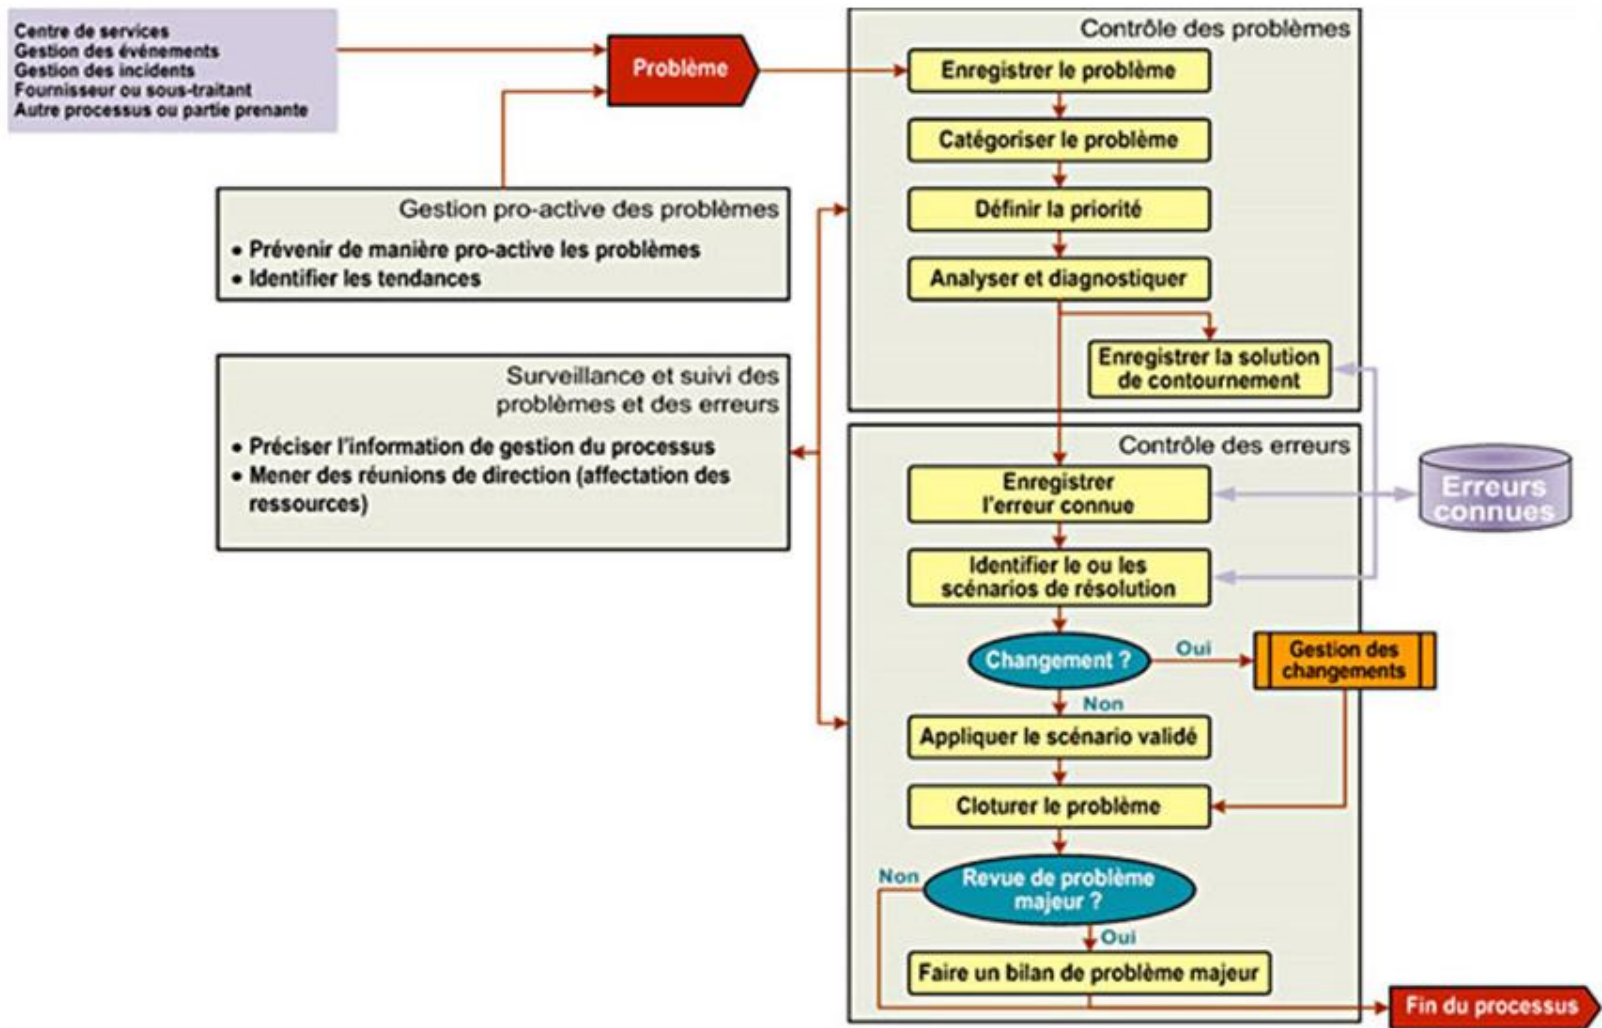 Centre de services
Gestion des événements
Gestion des incidents
Fournisseur ou sous-traitant
Autre processus ou partie prenante
Problème
Contrôle des problèmes
Enregistrer le problème
Catégoriser le problème
Définir la priorité
Analyser et diagnostiquer
Enregistrer la solution
de contournement
Gestion pro-active des problèmes
• Prévenir de manière pro-active les problèmes
• Identifier les tendances
Surveillance et suivi des
problèmes et des erreurs
• Préciser l'information de gestion du processus
• Mener des réunions de direction (affectation des
ressources)
Contrôle des erreurs
Enregistrer
l'erreur connue
Erreurs
connues
Identifier le ou les
scénarios de résolution
Changement ?
Oui
Gestion des
changements
Non
Appliquer le scénario validé
Cloturer le problème
Revue de problème
majeur ?
Non
Oui
Faire un bilan de problème majeur
Fin du processus